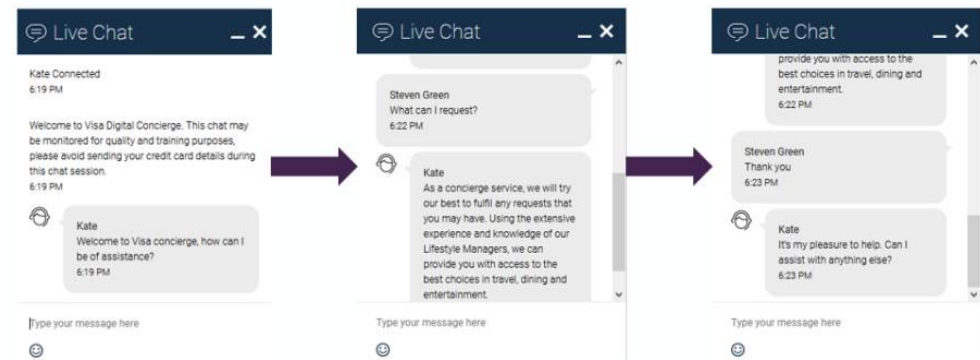 Live Chat
Kate Connected
6:19 PM
Welcome to Visa Digital Concierge. This chat may
be monitored for quality and training purposes,
please avoid sending your credit card details during
this chat session.
6:19 PM
Kate
Welcome to Visa concierge, how can I
be of assistance?
6:19 PM
Type your message here
Live Chat
Steven Green
What can I request?
6:22 PM
Kate
As a concierge service, we will try
our best to fulfil any requests that
you may have. Using the extensive
experience and knowledge of our
Lifestyle Managers, we can
provide you with access to the
best choices in travel, dining and
entertainment.
Type your message here
Live Chat
provide you with access to the
best choices in travel, dining and
entertainment.
6:22 PM
Steven Green
Thank you
6:23 PM
Kate
It's my pleasure to help. Can I
assist with anything else?
6:23 PM
Type your message here